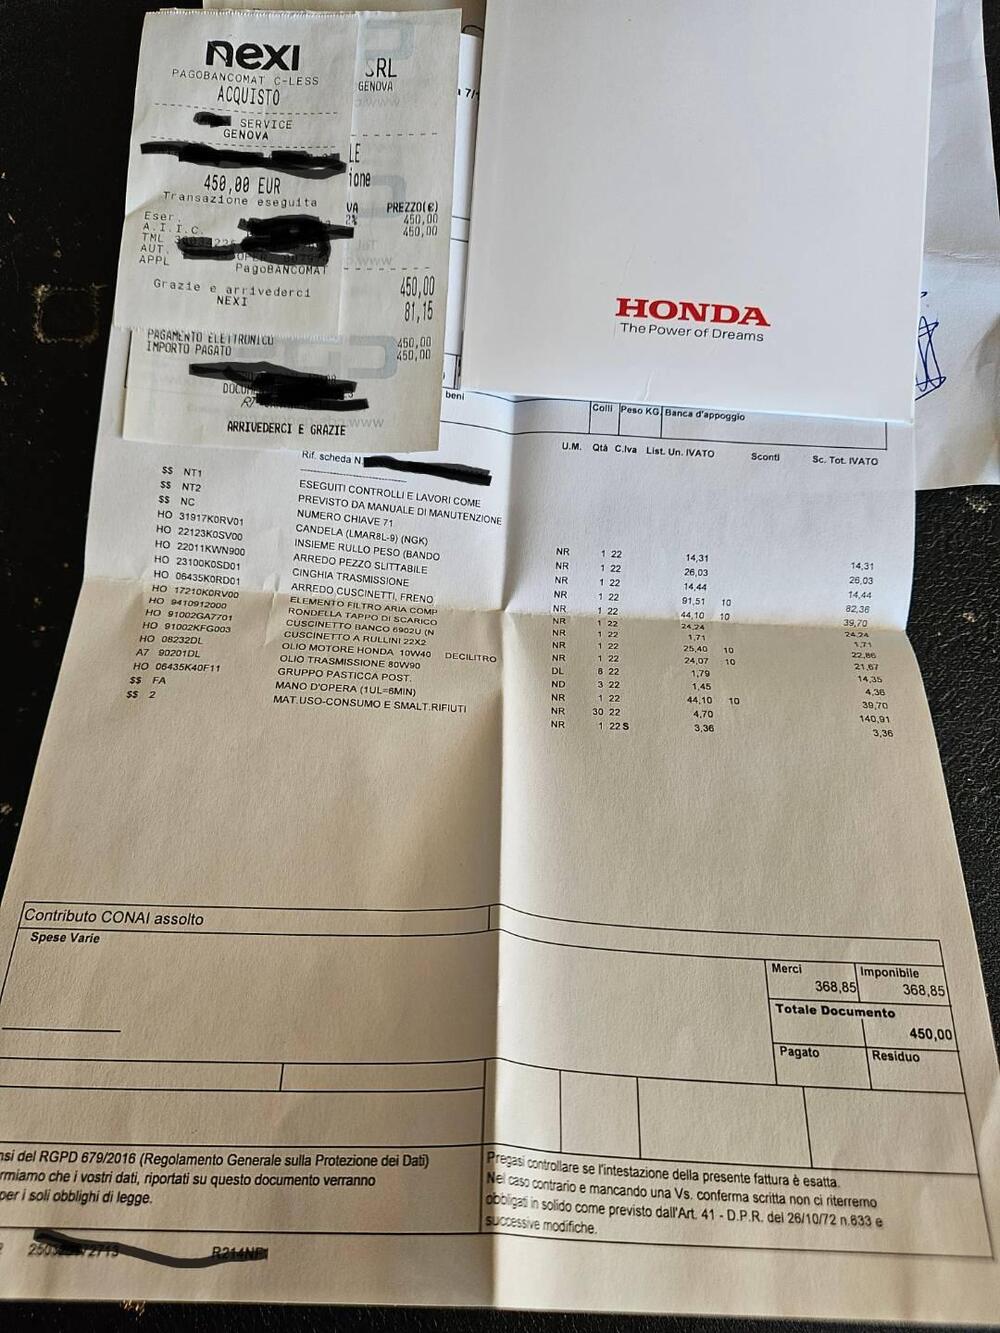 nexi
PAGOBANCOMAT C-LESS
ACQUISTO
SERVICE
GENOVA
450,00 EUR
Transazione eseguita
Eser.
A.I.I.C.
TML
AUT.
APPL PagoBANCOMAT
Grazie e arrivederci
NEXI
SRL
GENOVA
LE
ione
VA PREZZO(€)
2% 450,00
450,00
450,00
81,15
PAGAMENTO ELETTRONICO 450,00
IMPORTO PAGATO 450,00
DOCUM
ARRIVEDERCI E GRAZIE
HONDA
The Power of Dreams
beni
Colli Peso KG Banca d'appoggio
U.M. Qtà C.Iva List. Un. IVATO Sconti Sc. Tot. IVATO
Rif. scheda N
$$ NT1 ESEGUITI CONTROLLI E LAVORI COME
$$ NT2 PREVISTO DA MANUALE DI MANUTENZIONE
$$ NC NUMERO CHIAVE 71
HO 31917K0RV01 CANDELA (LMAR8L-9) (NGK) NR 1 22 14,31 14,31
HO 22123K0SV00 INSIEME RULLO PESO (BANDO NR 1 22 26,03 26,03
HO 22011KWN900 ARREDO PEZZO SLITTABILE NR 1 22 14,44 14,44
HO 23100K0SD01 CINGHIA TRASMISSIONE NR 1 22 91,51 10 82,36
HO 06435K0RD01 ARREDO CUSCINETTI, FRENO NR 1 22 44,10 10 39,70
HO 17210K0RV00 ELEMENTO FILTRO ARIA COMP NR 1 22 24,24 24,24
HO 9410912000 RONDELLA TAPPO DI SCARICO NR 1 22 1,71 1,71
HO 91002GA7701 CUSCINETTO BANCO 6902U (N NR 1 22 25,40 10 22,86
HO 91002KFG003 CUSCINETTO A RULLINI 22X2 NR 1 22 24,07 10 21,67
HO 08232DL OLIO MOTORE HONDA 10W40 DECILITRO DL 8 22 1,79 14,35
A7 90201DL OLIO TRASMISSIONE 80W90 ND 3 22 1,45 4,36
HO 06435K40F11 GRUPPO PASTICCA POST. NR 1 22 44,10 10 39,70
$$ FA MANO D'OPERA (1UL=6MIN) NR 30 22 4,70 140,91
$$ 2 MAT.USO-CONSUMO E SMALT.RIFIUTI NR 1 22 S 3,36 3,36
Contributo CONAI assolto
Spese Varie
Merci Imponibile
368,85 368,85
Totale Documento
450,00
Pagato Residuo
nsi del RGPD 679/2016 (Regolamento Generale sulla Protezione dei Dati)
rmiamo che i vostri dati, riportati su questo documento verranno
per i soli obblighi di legge.
Pregasi controllare se l'intestazione della presente fattura è esatta.
Nel caso contrario e mancando una Vs. conferma scritta non ci riterremo
obbligati in solido come previsto dall'Art. 41 - D.P.R. del 26/10/72 n.633 e
successive modifiche.
R214NF1